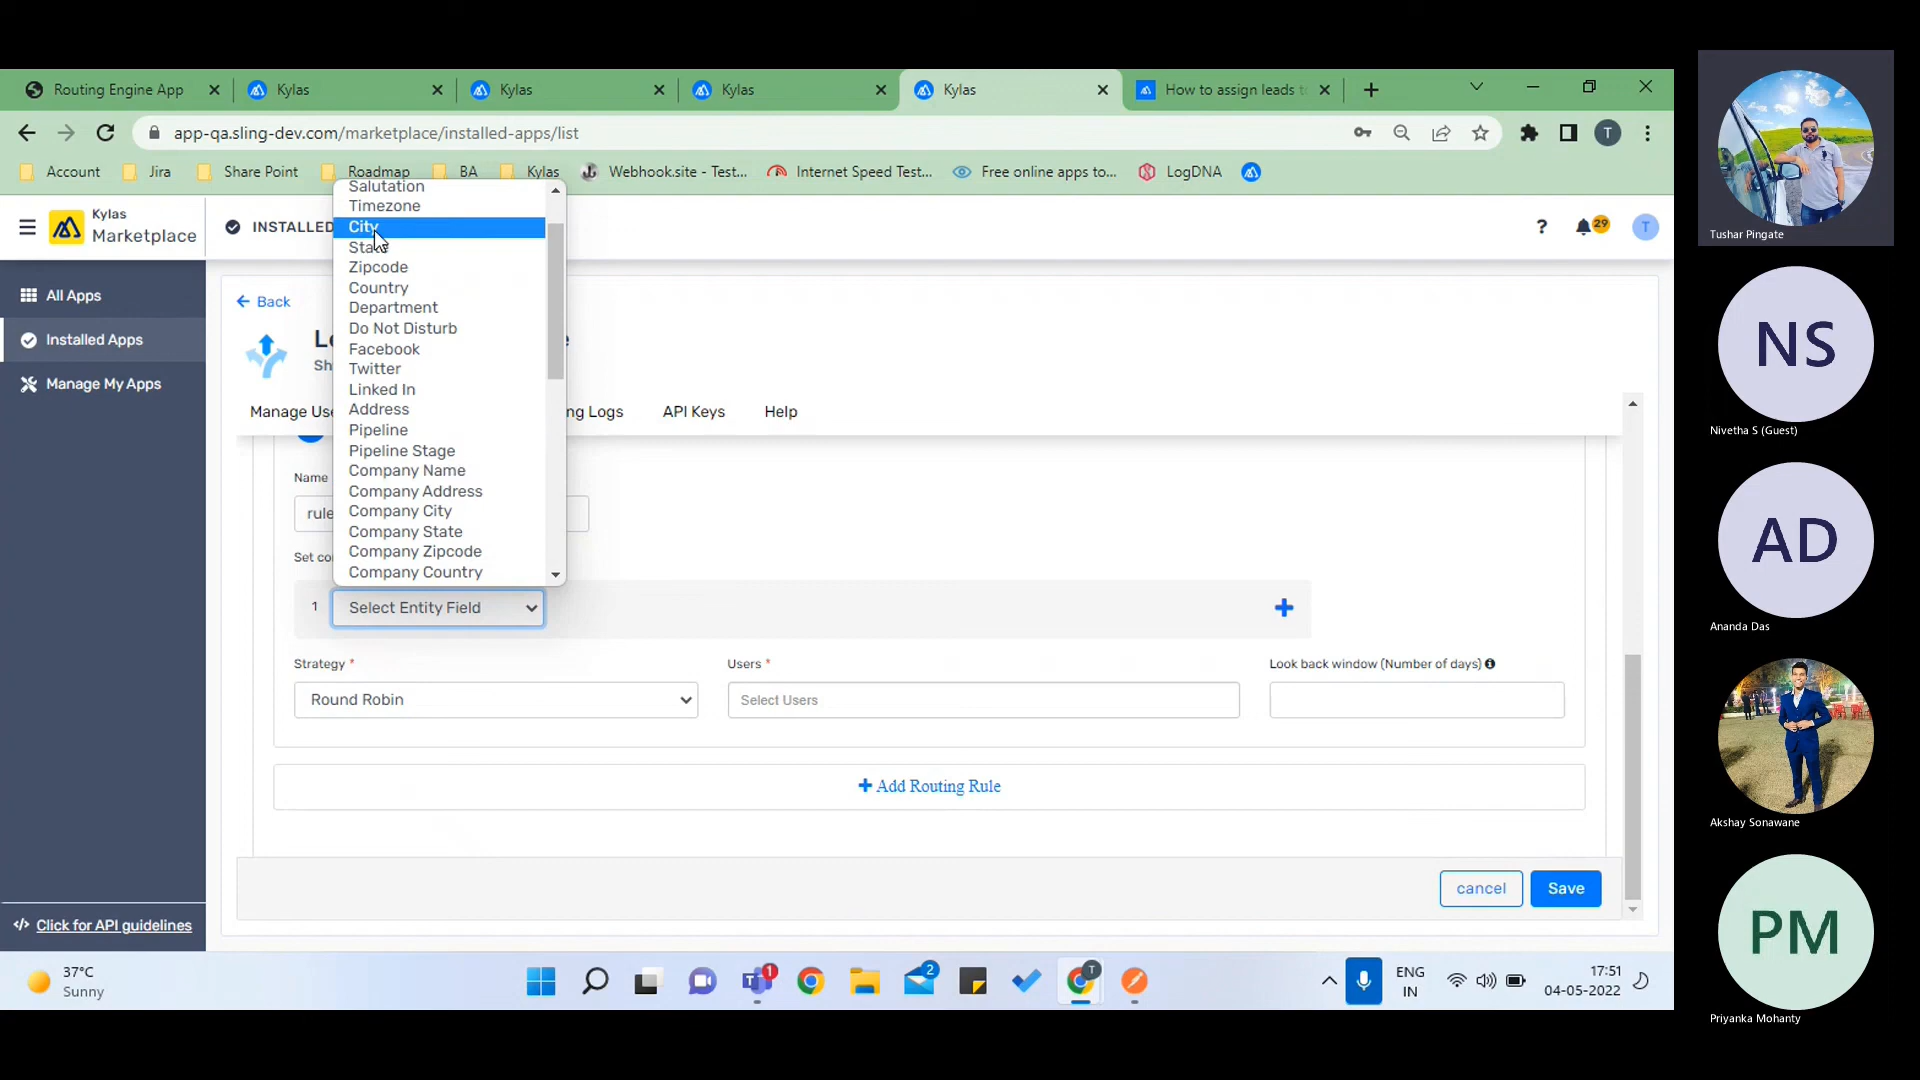 Routing Engine App
Kylas
Kylas
Kylas
Kylas
How to assign leads t
app-qa.sling-dev.com/marketplace/installed-apps/list
T
Account
Jira
Share Point
Roadmap
BA
Kylas
Webhook.site - Test...
Internet Speed Test...
Free online apps to...
LogDNA
Kylas
Marketplace
INSTALLED
?
29
T
All Apps
Installed Apps
Manage My Apps
Click for API guidelines
Back
Le
e
Sh
Manage Use
ng Logs
API Keys
Help
Salutation
Timezone
City
State
Zipcode
Country
Department
Do Not Disturb
Facebook
Twitter
Linked In
Address
Pipeline
Pipeline Stage
Company Name
Company Address
Company City
Company State
Company Zipcode
Company Country
Name
rule
Set co
1
Select Entity Field
Strategy *
Users *
Look back window (Number of days)
Round Robin
Select Users
Add Routing Rule
cancel
Save
37°C
Sunny
1
2
T
ENG
IN
17:51
04-05-2022
Tushar Pingate
NS
Nivetha S (Guest)
AD
Ananda Das
Akshay Sonawane
PM
Priyanka Mohanty